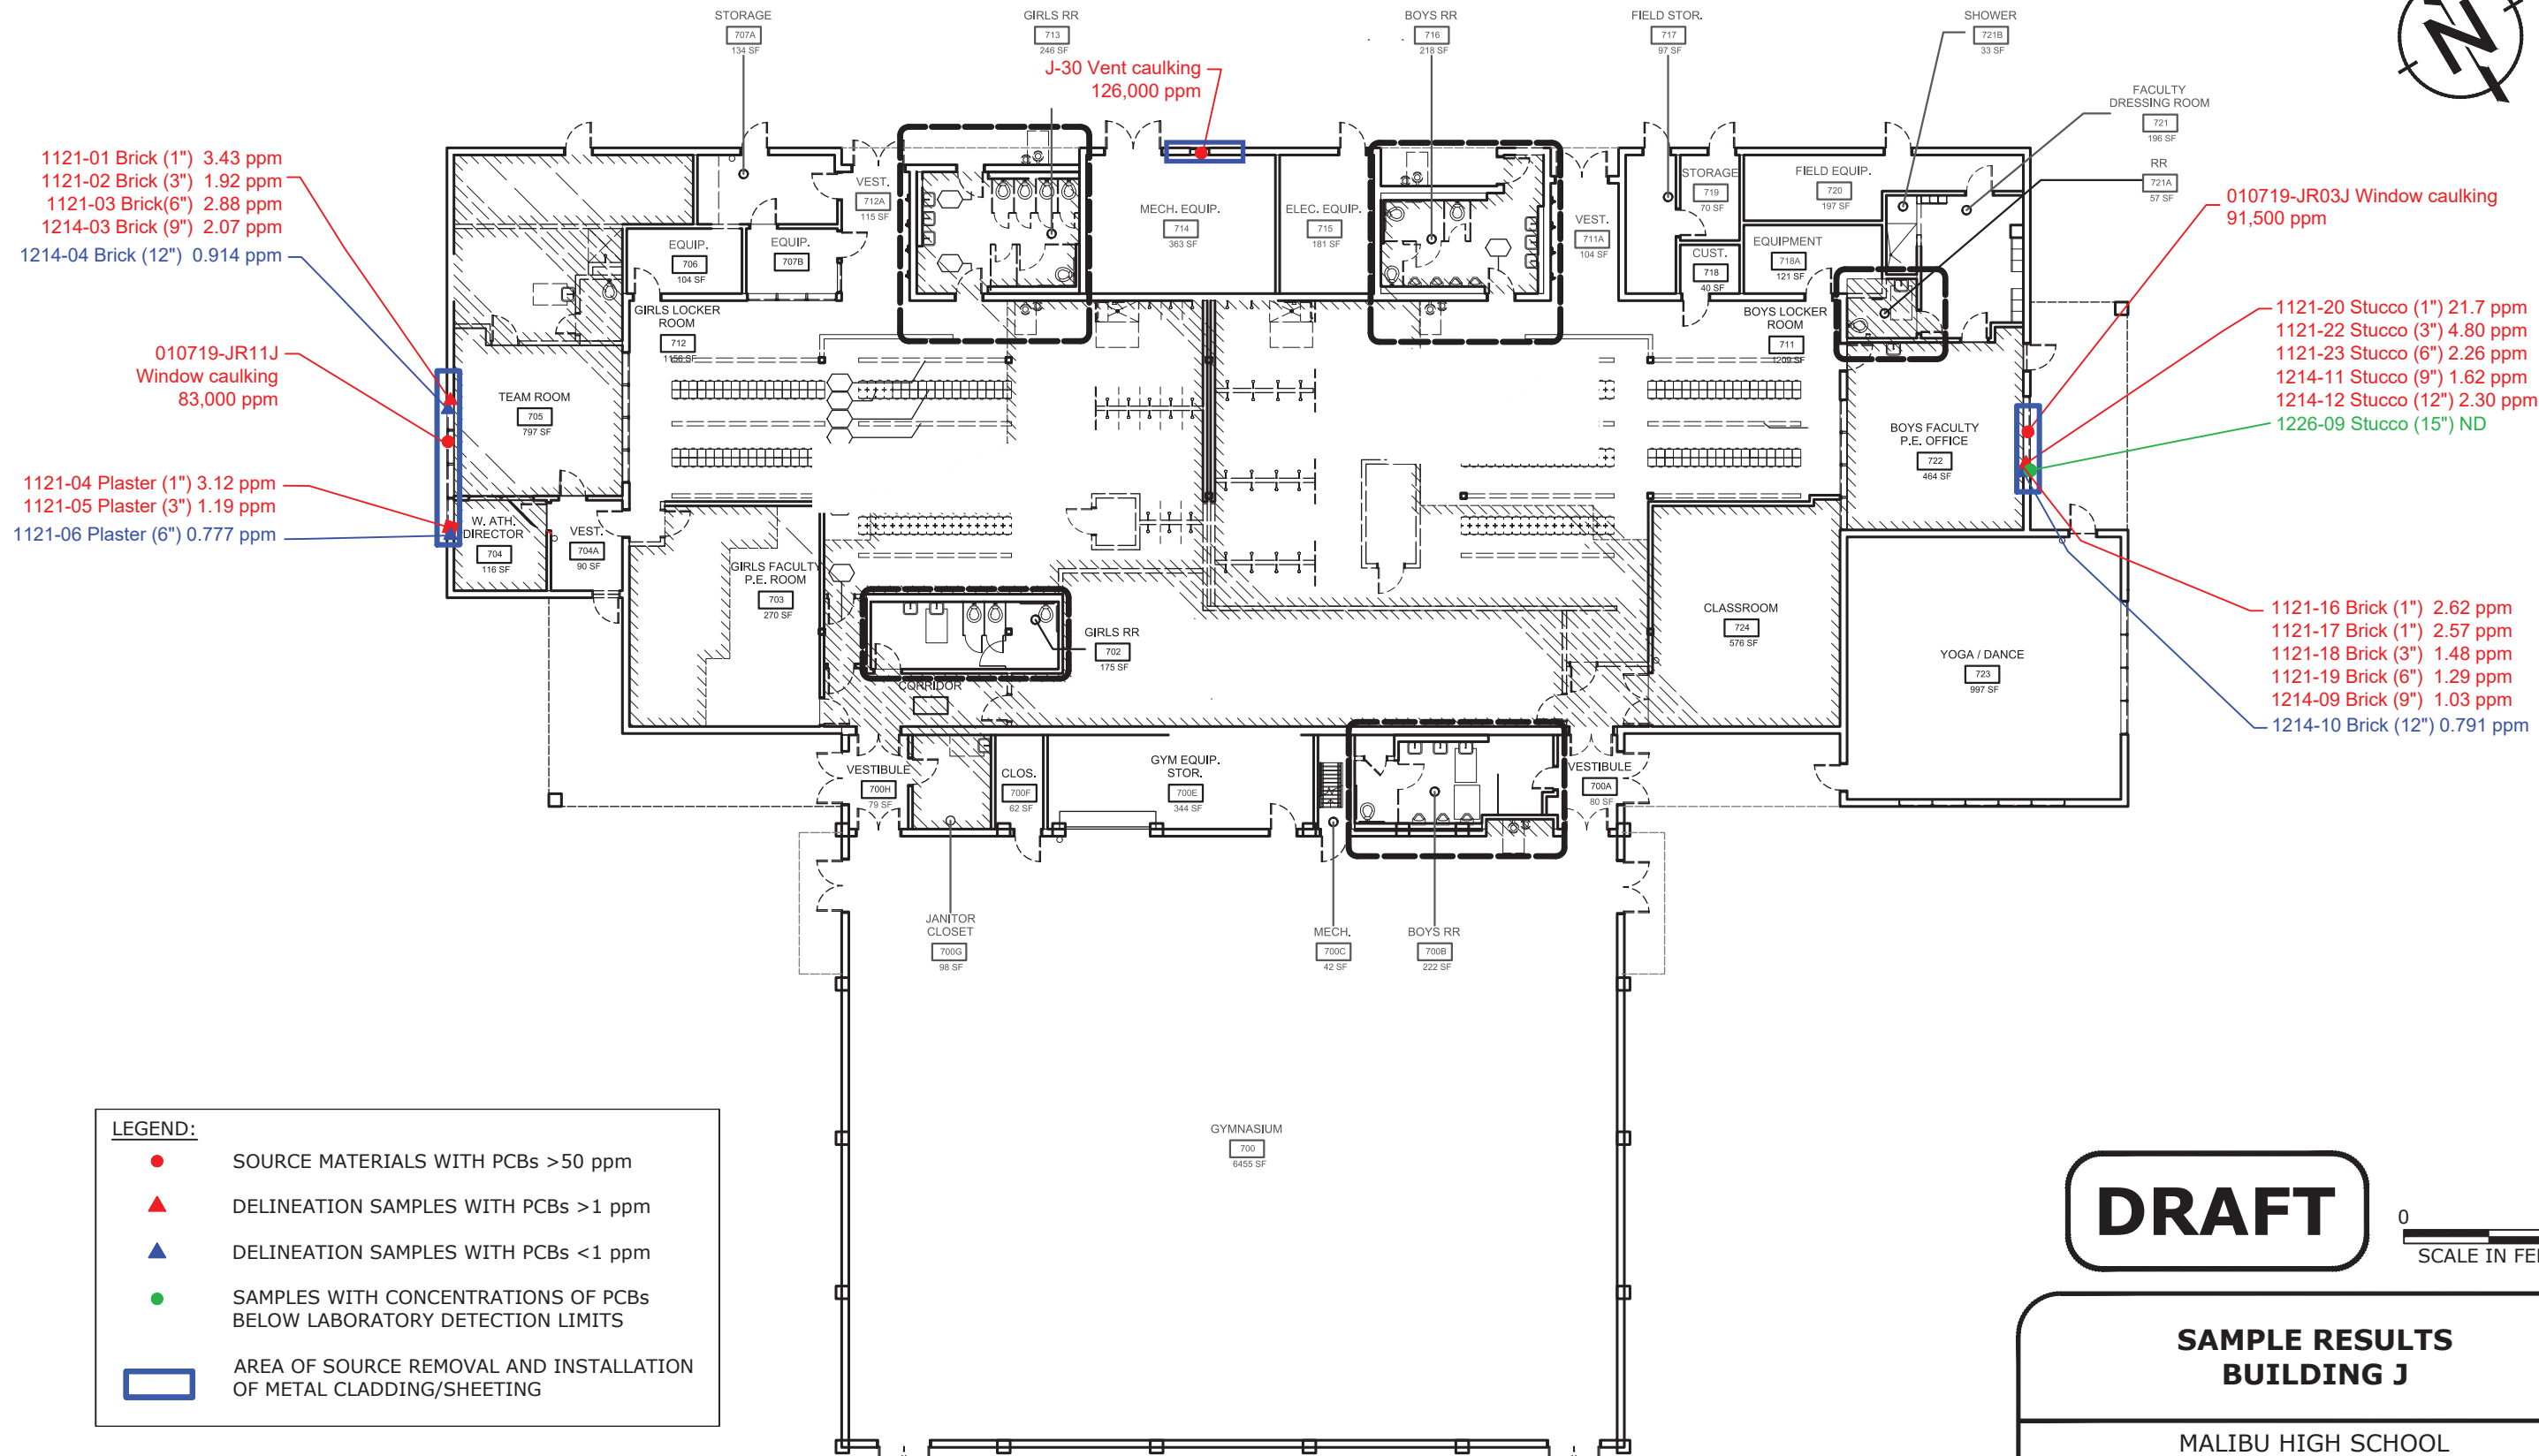 STORAGE
707A
134 SF
GIRLS RR
713
246 SF
BOYS RR
716
218 SF
FIELD STOR.
717
97 SF
SHOWER
721B
33 SF
N
J-30 Vent caulking
126,000 ppm
FACULTY
DRESSING ROOM
721
196 SF
RR
721A
57 SF
1121-01 Brick (1") 3.43 ppm
1121-02 Brick (3") 1.92 ppm
1121-03 Brick(6") 2.88 ppm
1214-03 Brick (9") 2.07 ppm
1214-04 Brick (12") 0.914 ppm
010719-JR11J
Window caulking
83,000 ppm
1121-04 Plaster (1") 3.12 ppm
1121-05 Plaster (3") 1.19 ppm
1121-06 Plaster (6") 0.777 ppm
VEST.
712A
115 SF
MECH. EQUIP.
714
363 SF
ELEC. EQUIP.
715
181 SF
VEST.
711A
104 SF
STORAGE
719
70 SF
FIELD EQUIP.
720
197 SF
EQUIP.
706
104 SF
EQUIP.
707B
CUST.
718
40 SF
EQUIPMENT
718A
121 SF
GIRLS LOCKER
ROOM
712
1156 SF
BOYS LOCKER
ROOM
711
1209 SF
TEAM ROOM
705
797 SF
BOYS FACULTY
P.E. OFFICE
722
464 SF
W. ATH.
DIRECTOR
704
116 SF
VEST.
704A
90 SF
GIRLS FACULTY
P.E. ROOM
703
270 SF
GIRLS RR
702
175 SF
CORRIDOR
CLASSROOM
724
576 SF
YOGA / DANCE
723
997 SF
010719-JR03J Window caulking
91,500 ppm
1121-20 Stucco (1") 21.7 ppm
1121-22 Stucco (3") 4.80 ppm
1121-23 Stucco (6") 2.26 ppm
1214-11 Stucco (9") 1.62 ppm
1214-12 Stucco (12") 2.30 ppm
1226-09 Stucco (15") ND
1121-16 Brick (1") 2.62 ppm
1121-17 Brick (1") 2.57 ppm
1121-18 Brick (3") 1.48 ppm
1121-19 Brick (6") 1.29 ppm
1214-09 Brick (9") 1.03 ppm
1214-10 Brick (12") 0.791 ppm
VESTIBULE
700H
79 SF
CLOS.
700F
62 SF
GYM EQUIP.
STOR.
700E
344 SF
VESTIBULE
700A
80 SF
JANITOR
CLOSET
700G
98 SF
MECH.
700C
42 SF
BOYS RR
700B
222 SF
GYMNASIUM
700
6455 SF
LEGEND:
SOURCE MATERIALS WITH PCBs >50 ppm
DELINEATION SAMPLES WITH PCBs >1 ppm
DELINEATION SAMPLES WITH PCBs <1 ppm
SAMPLES WITH CONCENTRATIONS OF PCBs
BELOW LABORATORY DETECTION LIMITS
AREA OF SOURCE REMOVAL AND INSTALLATION
OF METAL CLADDING/SHEETING
DRAFT
0
SCALE IN
SAMPLE RESULTS
BUILDING J
MALIBU HIGH SCHOOL